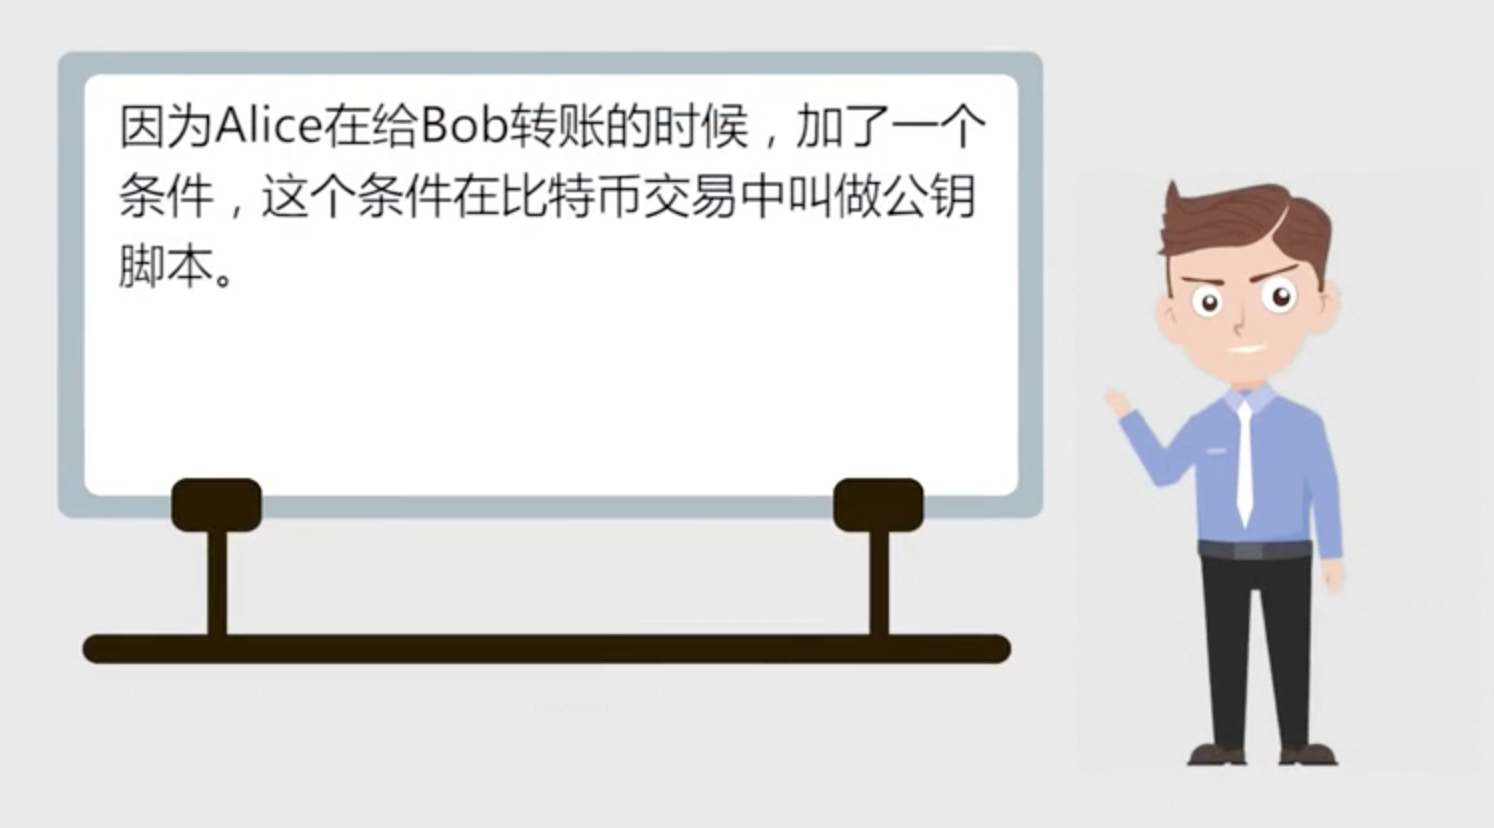 因为Alice在给Bob转账的时候，加了一个
条件，这个条件在比特币交易中叫做公钥
脚本。